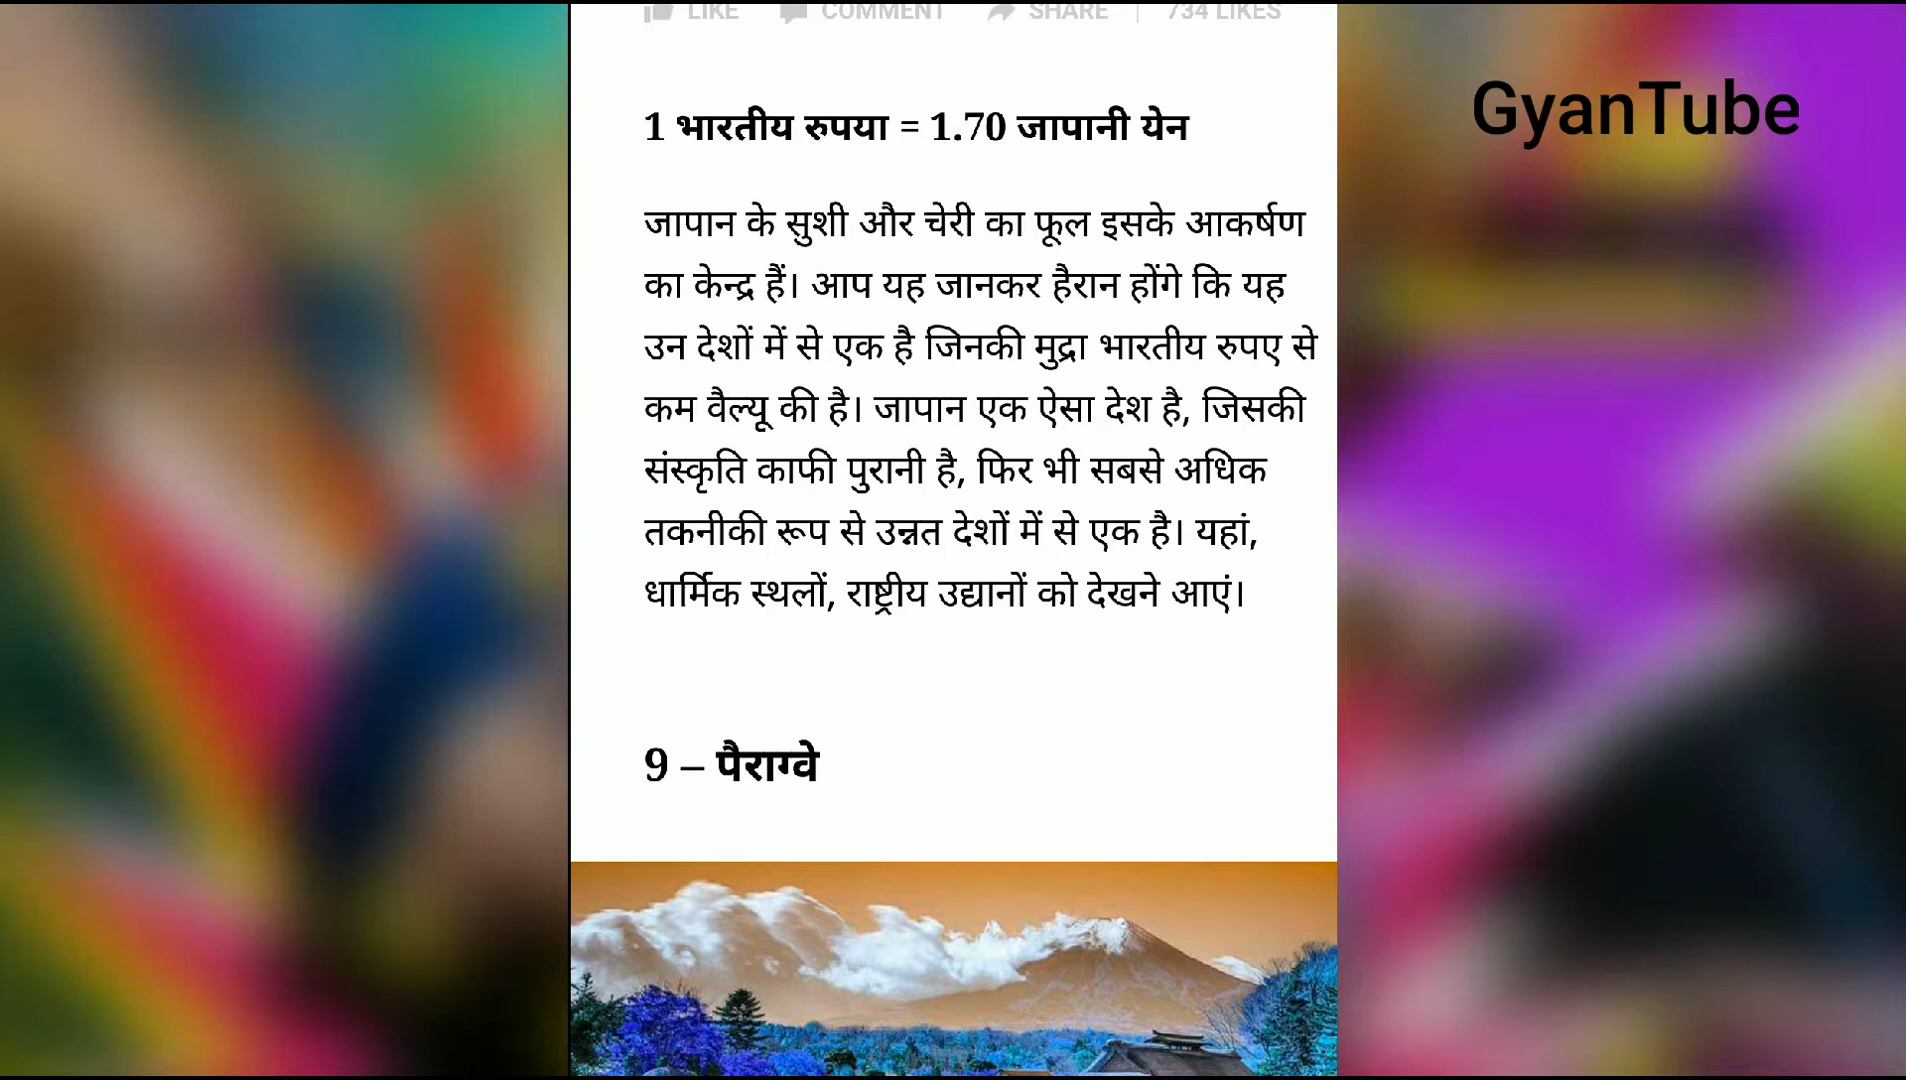 LIKE COMMENT SHARE 734 LIKES
GyanTube
1 भारतीय रुपया = 1.70 जापानी येन
जापान के सुशी और चेरी का फूल इसके आकर्षण
का केन्द्र हैं। आप यह जानकर हैरान होंगे कि यह
उन देशों में से एक है जिनकी मुद्रा भारतीय रुपए से
कम वैल्यू की है। जापान एक ऐसा देश है, जिसकी
संस्कृति काफी पुरानी है, फिर भी सबसे अधिक
तकनीकी रूप से उन्नत देशों में से एक है। यहां,
धार्मिक स्थलों, राष्ट्रीय उद्यानों को देखने आएं।
9 – पैराग्वे